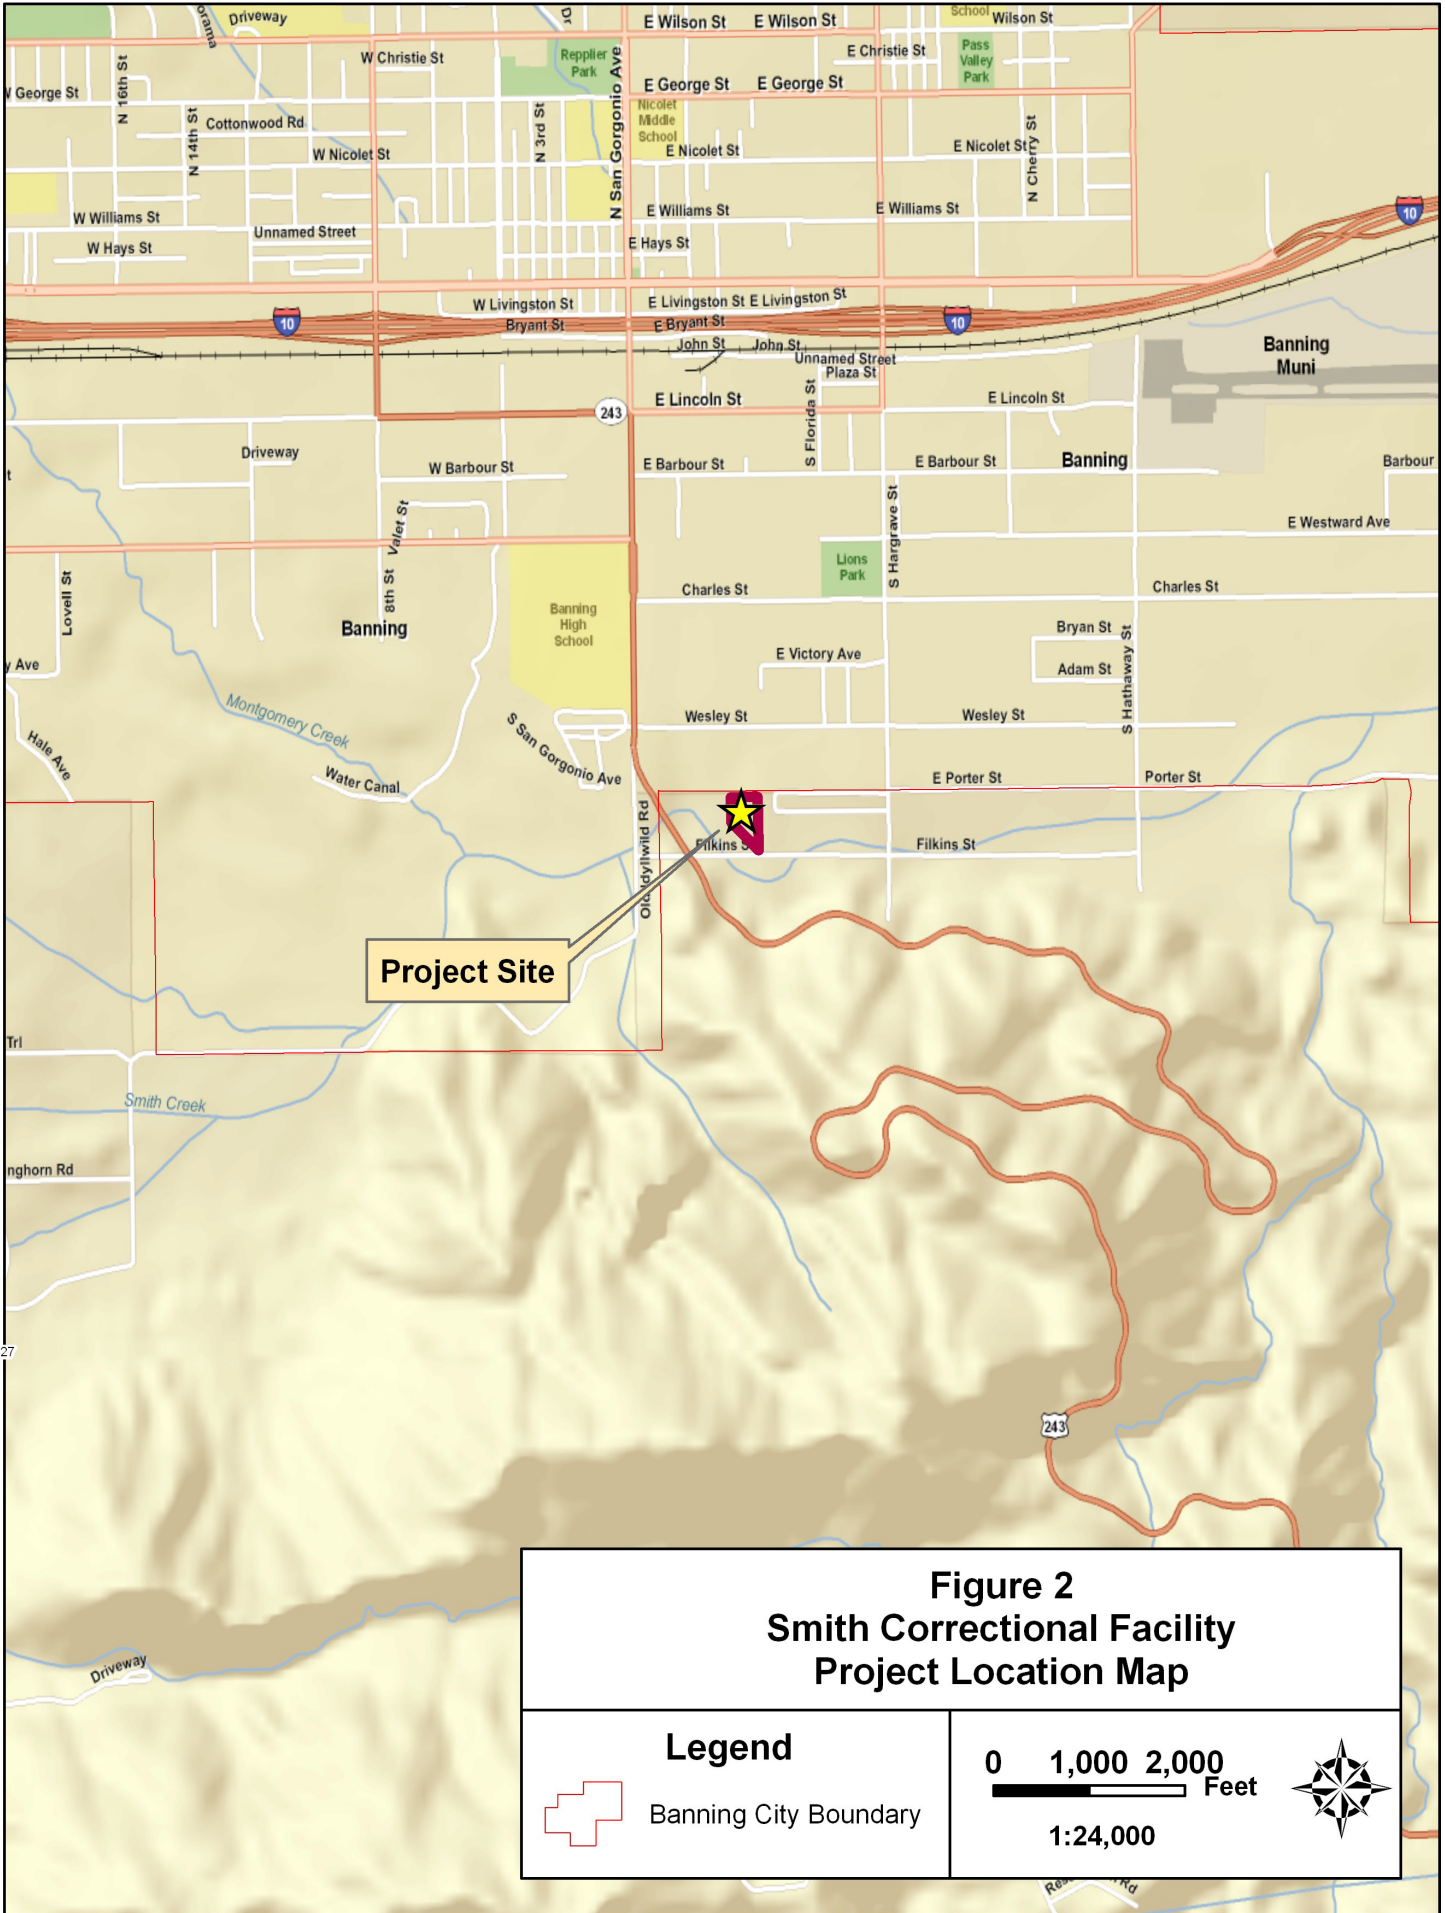 Driveway
E Wilson St
E Wilson St
School
Wilson St
orama
Dr
W Christie St
Repplier
Park
E Christie St
Pass
Valley
Park
N 16th St
W George St
E George St
E George St
N San Gorgonio Ave
Nicolet
Middle
School
N 14th St
Cottonwood Rd
N 3rd St
W Nicolet St
E Nicolet St
E Nicolet St
N Cherry St
W Williams St
E Williams St
E Williams St
10
Unnamed Street
W Hays St
E Hays St
W Livingston St
E Livingston St
E Livingston St
10
Bryant St
E Bryant St
10
John St
John St
Unnamed Street
Plaza St
Banning
Muni
243
E Lincoln St
E Lincoln St
S Florida St
Driveway
W Barbour St
E Barbour St
E Barbour St
Banning
Barbour
t
Valet St
S Hargrave St
E Westward Ave
Lions
Park
Lovell St
8th St
Charles St
Charles St
Banning
Banning
High
School
Bryan St
y Ave
E Victory Ave
Adam St
S Hathaway St
Montgomery Creek
Wesley St
Wesley St
Hale Ave
S San Gorgonio Ave
Water Canal
E Porter St
Porter St
Old Idyllwild Rd
Filkins S
Filkins St
Project Site
Trl
Smith Creek
nghorn Rd
27
243
Driveway
Figure 2
Smith Correctional Facility
Project Location Map
Legend
Banning City Boundary
0 1,000 2,000
Feet
1:24,000
Rd